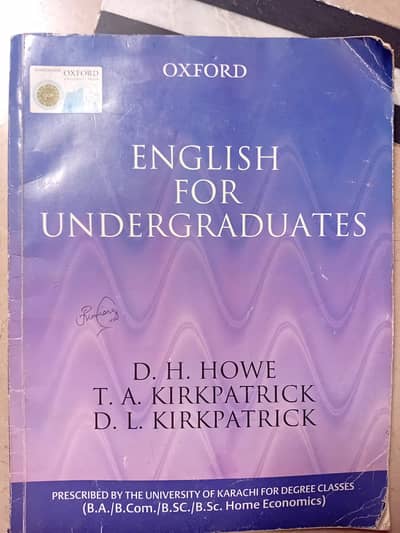 OXFORD
OXFORD
ENGLISH
FOR
UNDERGRADUATES
D. H. HOWE
T. A. KIRKPATRICK
D. L. KIRKPATRICK
PRESCRIBED BY THE UNIVERSITY OF KARACHI FOR DEGREE CLASSES
(B.A./B.Com./B.SC./B.Sc. Home Economics)